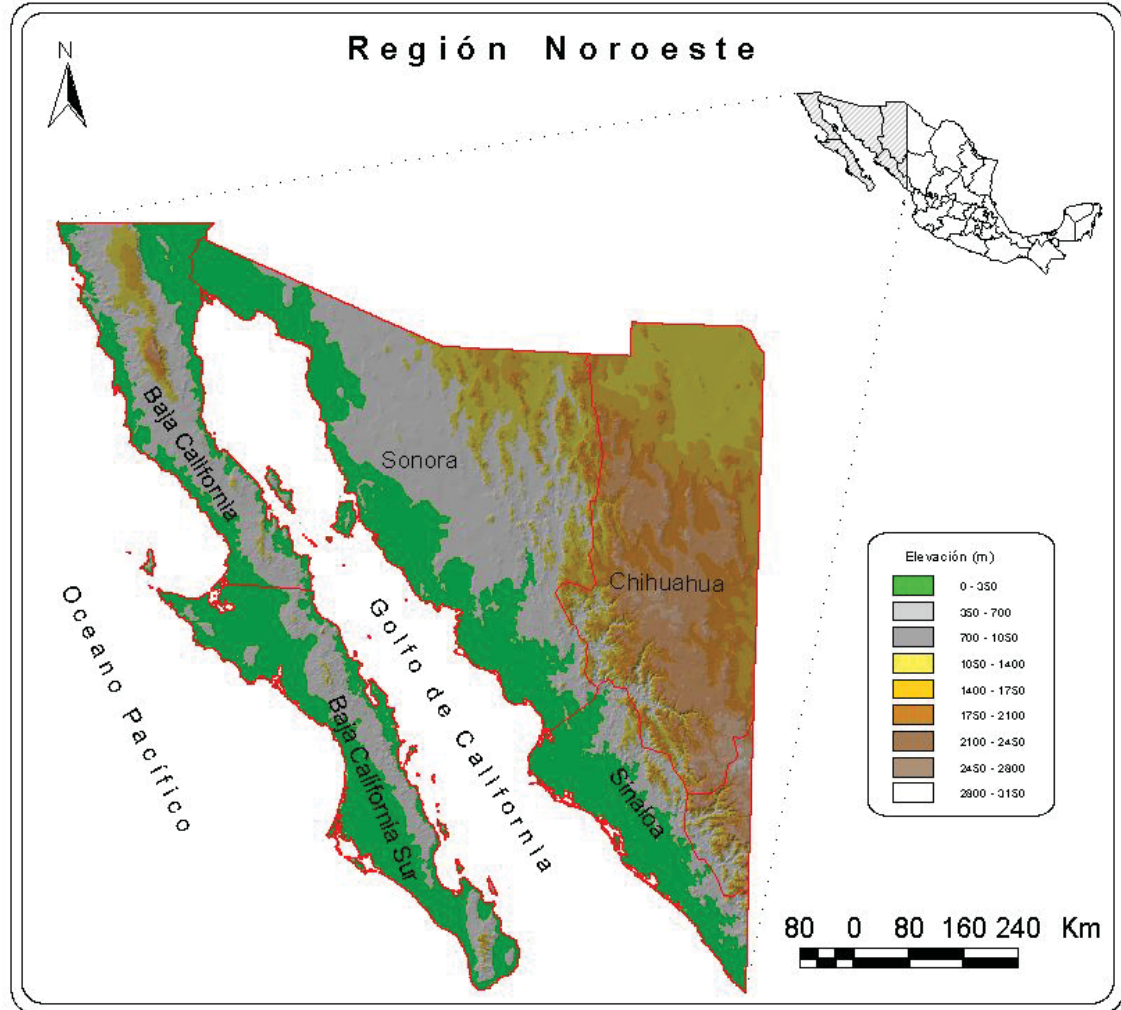 Región Noroeste
N
Baja California
Sonora
Chihuahua
Oceano Pacífico
Golfo de California
Baja California Sur
Sinaloa
Elevación (m)
0 - 350
350 - 700
700 - 1050
1050 - 1400
1400 - 1750
1750 - 2100
2100 - 2450
2450 - 2800
2800 - 3150
80 0 80 160 240 Km